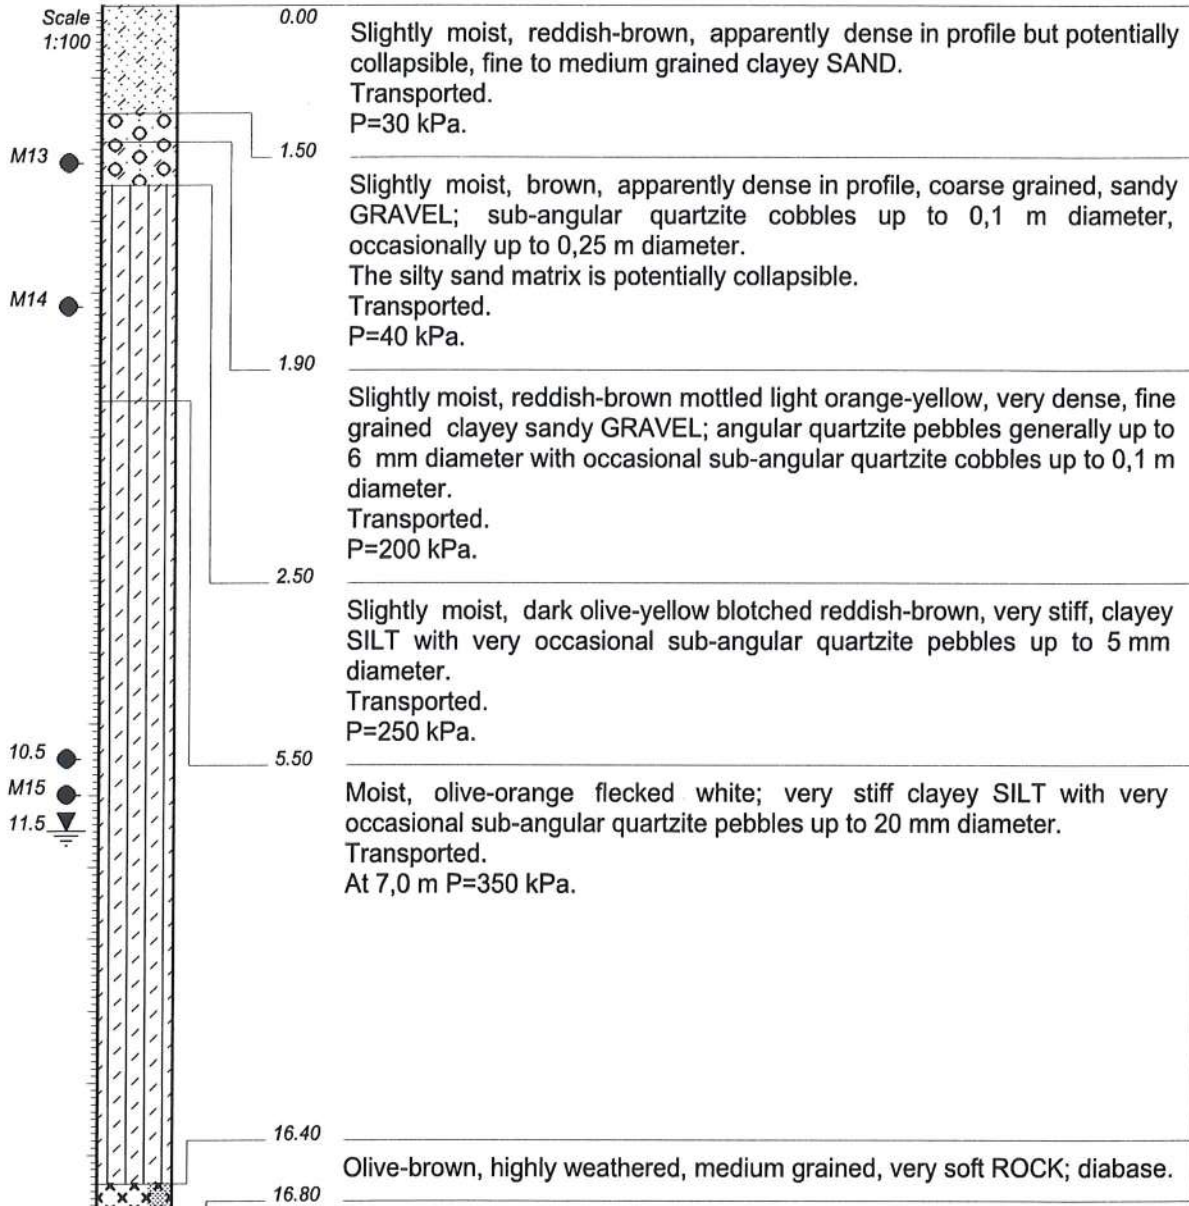 Scale
1:100
0.00
Slightly moist, reddish-brown, apparently dense in profile but potentially
collapsible, fine to medium grained clayey SAND.
Transported.
P=30 kPa.
M13
1.50
Slightly moist, brown, apparently dense in profile, coarse grained, sandy
GRAVEL; sub-angular quartzite cobbles up to 0,1 m diameter,
occasionally up to 0,25 m diameter.
The silty sand matrix is potentially collapsible.
Transported.
P=40 kPa.
M14
1.90
Slightly moist, reddish-brown mottled light orange-yellow, very dense, fine
grained clayey sandy GRAVEL; angular quartzite pebbles generally up to
6 mm diameter with occasional sub-angular quartzite cobbles up to 0,1 m
diameter.
Transported.
P=200 kPa.
2.50
Slightly moist, dark olive-yellow blotched reddish-brown, very stiff, clayey
SILT with very occasional sub-angular quartzite pebbles up to 5 mm
diameter.
Transported.
P=250 kPa.
10.5
5.50
M15
11.5
Moist, olive-orange flecked white; very stiff clayey SILT with very
occasional sub-angular quartzite pebbles up to 20 mm diameter.
Transported.
At 7,0 m P=350 kPa.
16.40
Olive-brown, highly weathered, medium grained, very soft ROCK; diabase.
16.80